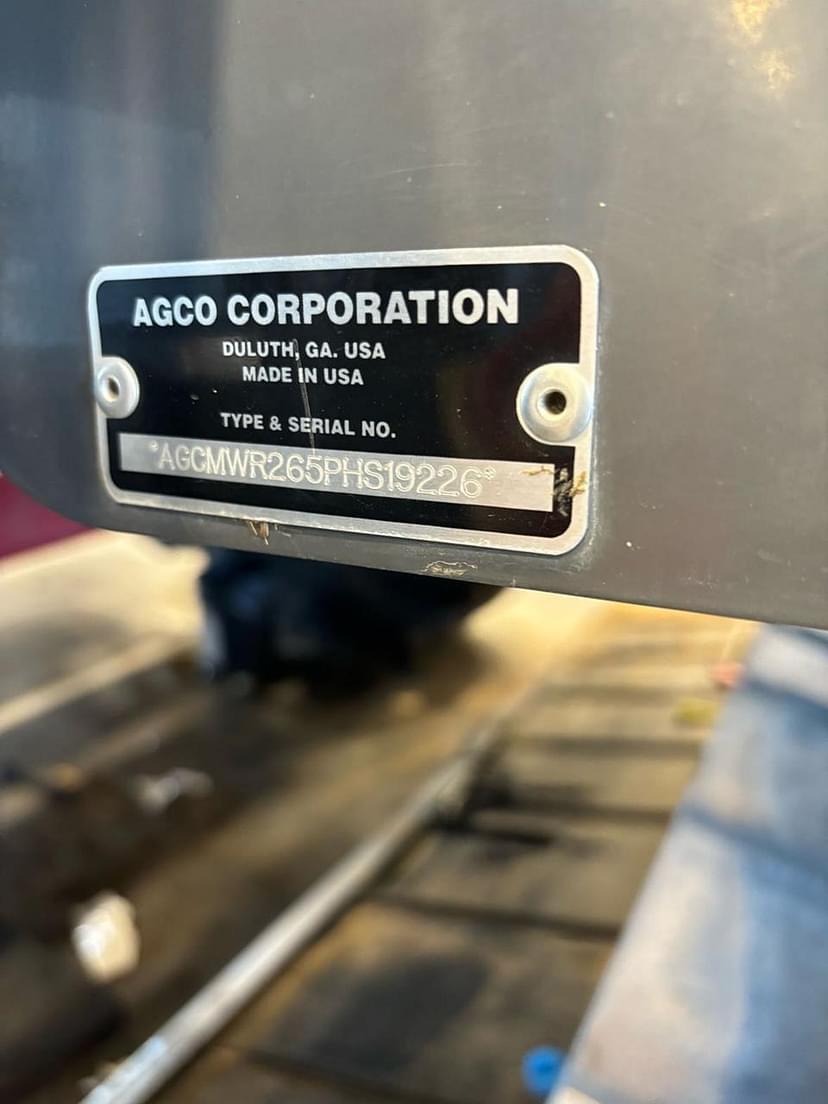 AGCO CORPORATION
DULUTH, GA. USA
MADE IN USA
TYPE & SERIAL NO.
*AGCMWR265PHS19226*